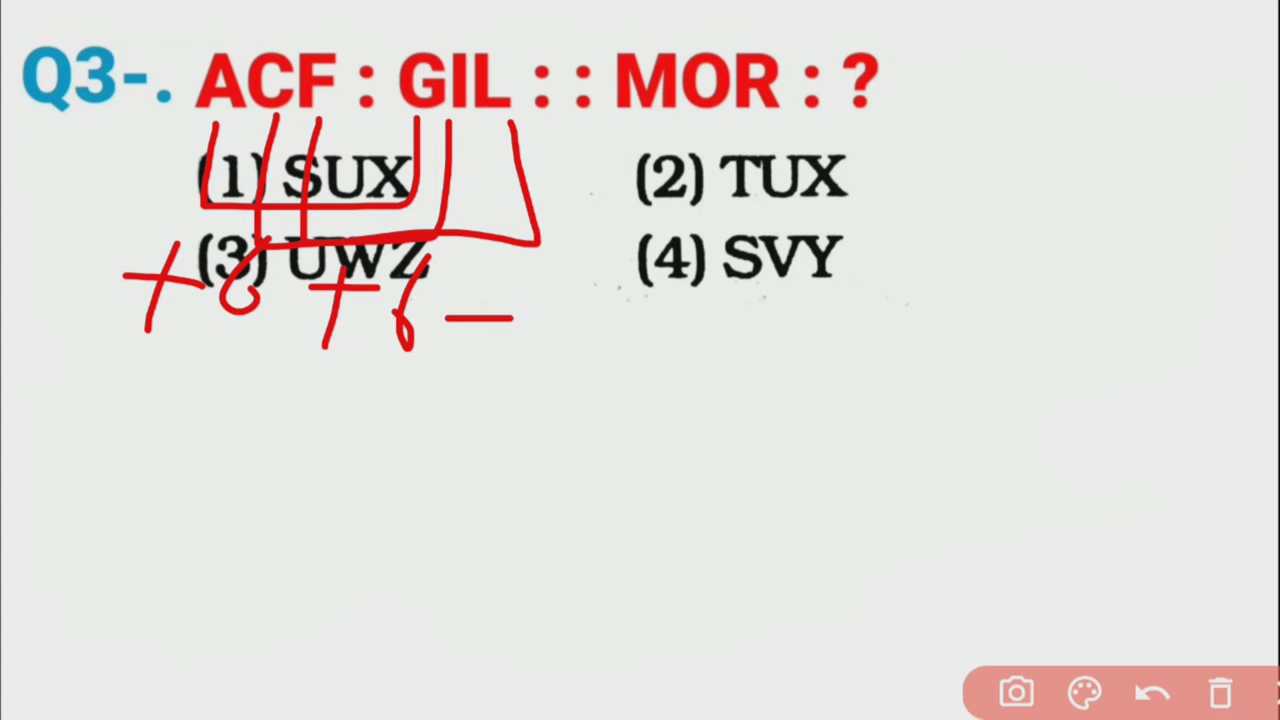 Q3-. ACF : GIL : : MOR : ?
(1) SUX (2) TUX
(3) UWZ (4) SVY
+6 +6 –